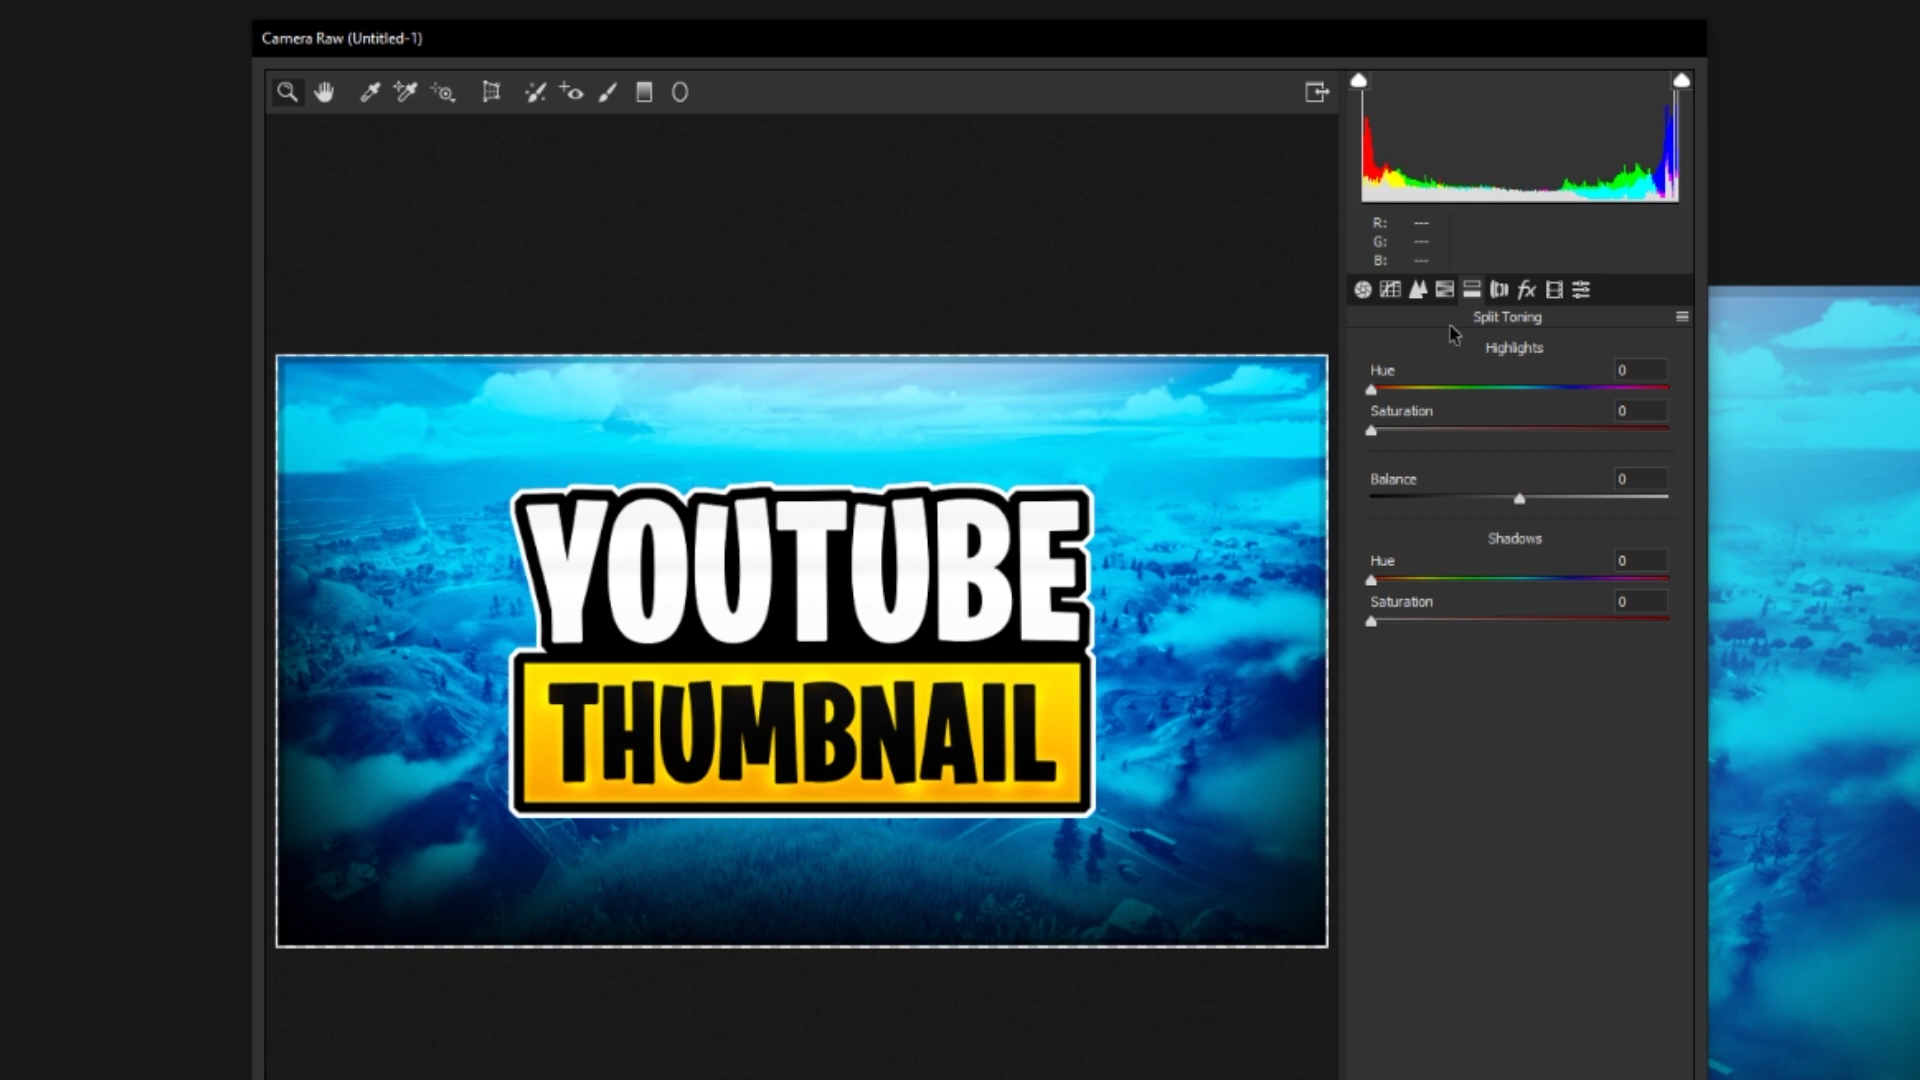 Camera Raw (Untitled-1)
R: ---
G: ---
B: ---
fx
Split Toning
Highlights
Hue 0
Saturation 0
Balance 0
Shadows
Hue 0
Saturation 0
YOUTUBE
THUMBNAIL